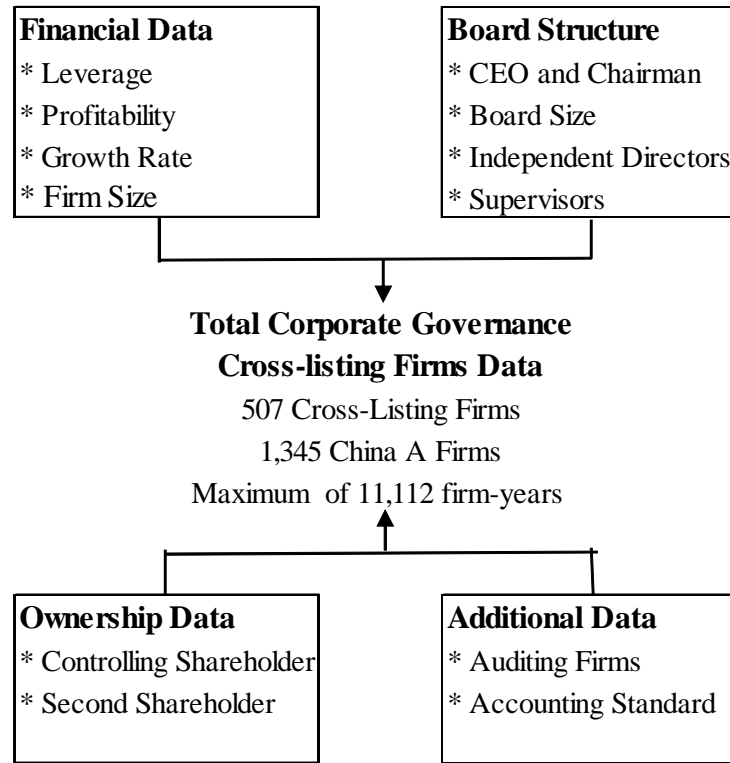 Financial Data
* Leverage
* Profitability
* Growth Rate
* Firm Size
Board Structure
* CEO and Chairman
* Board Size
* Independent Directors
* Supervisors
Total Corporate Governance
Cross-listing Firms Data
507 Cross-Listing Firms
1,345 China A Firms
Maximum of 11,112 firm-years
Ownership Data
* Controlling Shareholder
* Second Shareholder
Additional Data
* Auditing Firms
* Accounting Standard